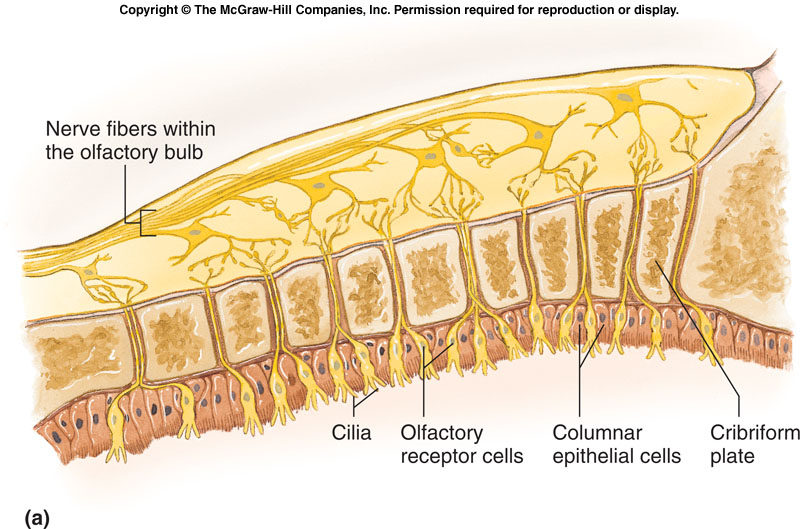 Copyright © The McGraw-Hill Companies, Inc. Permission required for reproduction or display.
Nerve fibers within
the olfactory bulb
Cilia
Olfactory
receptor cells
Columnar
epithelial cells
Cribriform
plate
(a)